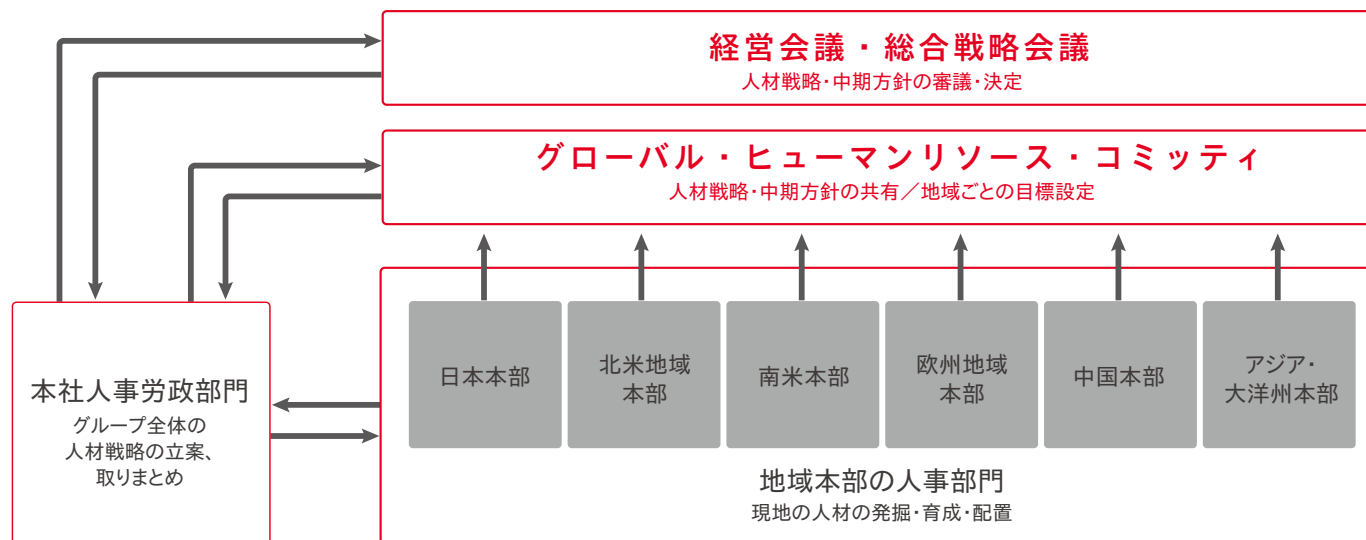 経営会議・総合戦略会議
人材戦略・中期方針の審議・決定
グローバル・ヒューマンリソース・コミッティ
人材戦略・中期方針の共有／地域ごとの目標設定
本社人事労政部門
グループ全体の
人材戦略の立案、
取りまとめ
日本本部
北米地域
本部
南米本部
欧州地域
本部
中国本部
アジア・
大洋州本部
地域本部の人事部門
現地の人材の発掘・育成・配置